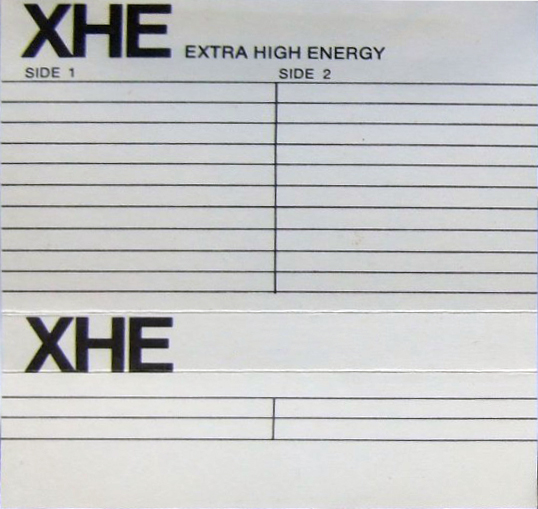 XHE EXTRA HIGH ENERGY
SIDE 1 SIDE 2
XHE